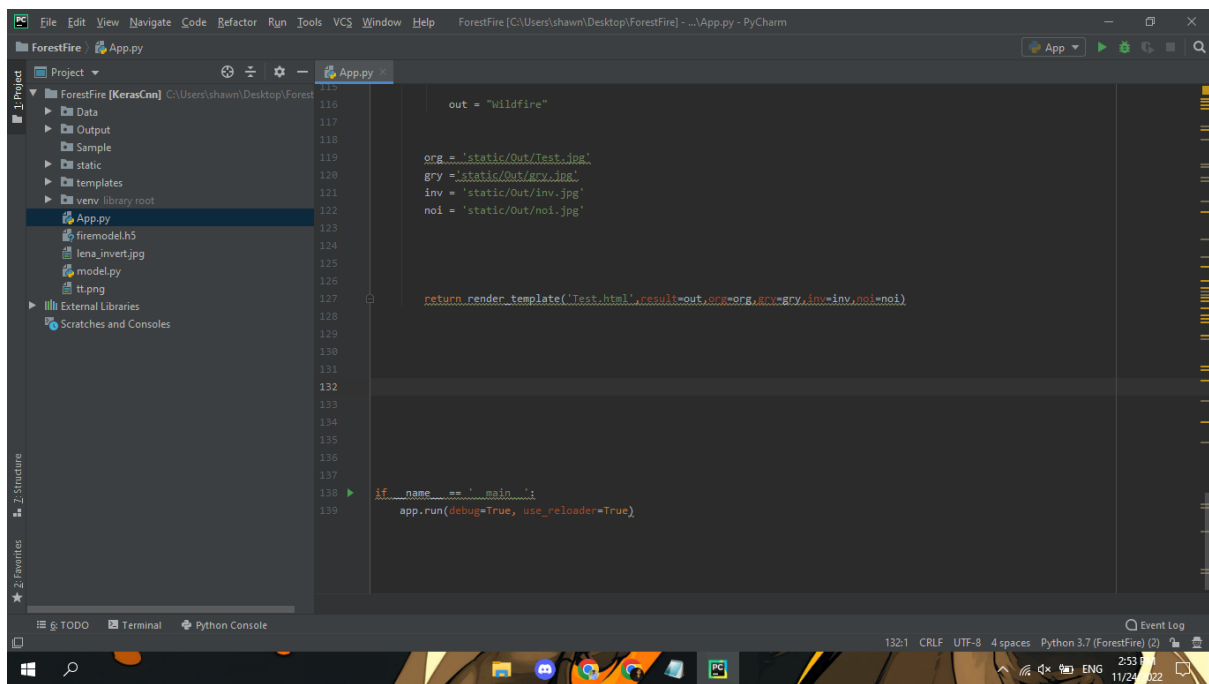 File Edit View Navigate Code Refactor Run Tools VCS Window Help ForestFire [C:\Users\shawn\Desktop\ForestFire] - ...\App.py - PyCharm
ForestFire App.py
App
1: Project
Project
App.py
ForestFire [KerasCnn] C:\Users\shawn\Desktop\Forest
Data
Output
Sample
static
templates
venv library root
App.py
firemodel.h5
lena_invert.jpg
model.py
tt.png
External Libraries
Scratches and Consoles
115
116 out = "Wildfire"
117
118
119 org = 'static/Out/Test.jpg'
120 gry ='static/Out/gry.jpg'
121 inv = 'static/Out/inv.jpg'
122 noi = 'static/Out/noi.jpg'
123
124
125
126
127 return render_template('Test.html',result=out,org=org,gry=gry,inv=inv,noi=noi)
128
129
130
131
132
133
134
135
136
137
138 if __name__ == '__main__':
139 app.run(debug=True, use_reloader=True)
7: Structure
2: Favorites
6: TODO Terminal Python Console Event Log
132:1 CRLF UTF-8 4 spaces Python 3.7 (ForestFire) (2)
ENG
2:53
11/24
022